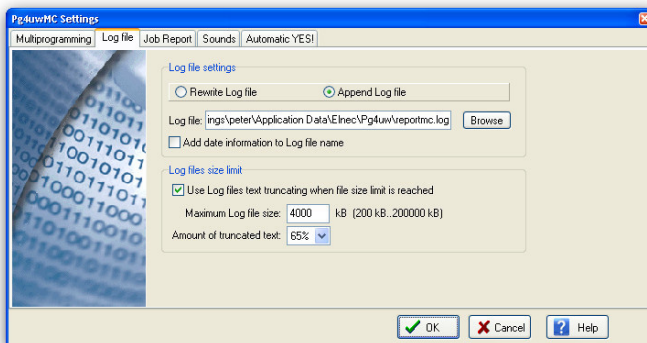 Pg4uwMC Settings
Multiprogramming Log file Job Report Sounds Automatic YES!
Log file settings
Rewrite Log file Append Log file
Log file: ings\peter\Application Data\Elnec\Pg4uw\reportmc.log Browse
Add date information to Log file name
Log files size limit
Use Log files text truncating when file size limit is reached
Maximum Log file size: 4000 kB (200 kB..200000 kB)
Amount of truncated text: 65%
OK Cancel ? Help